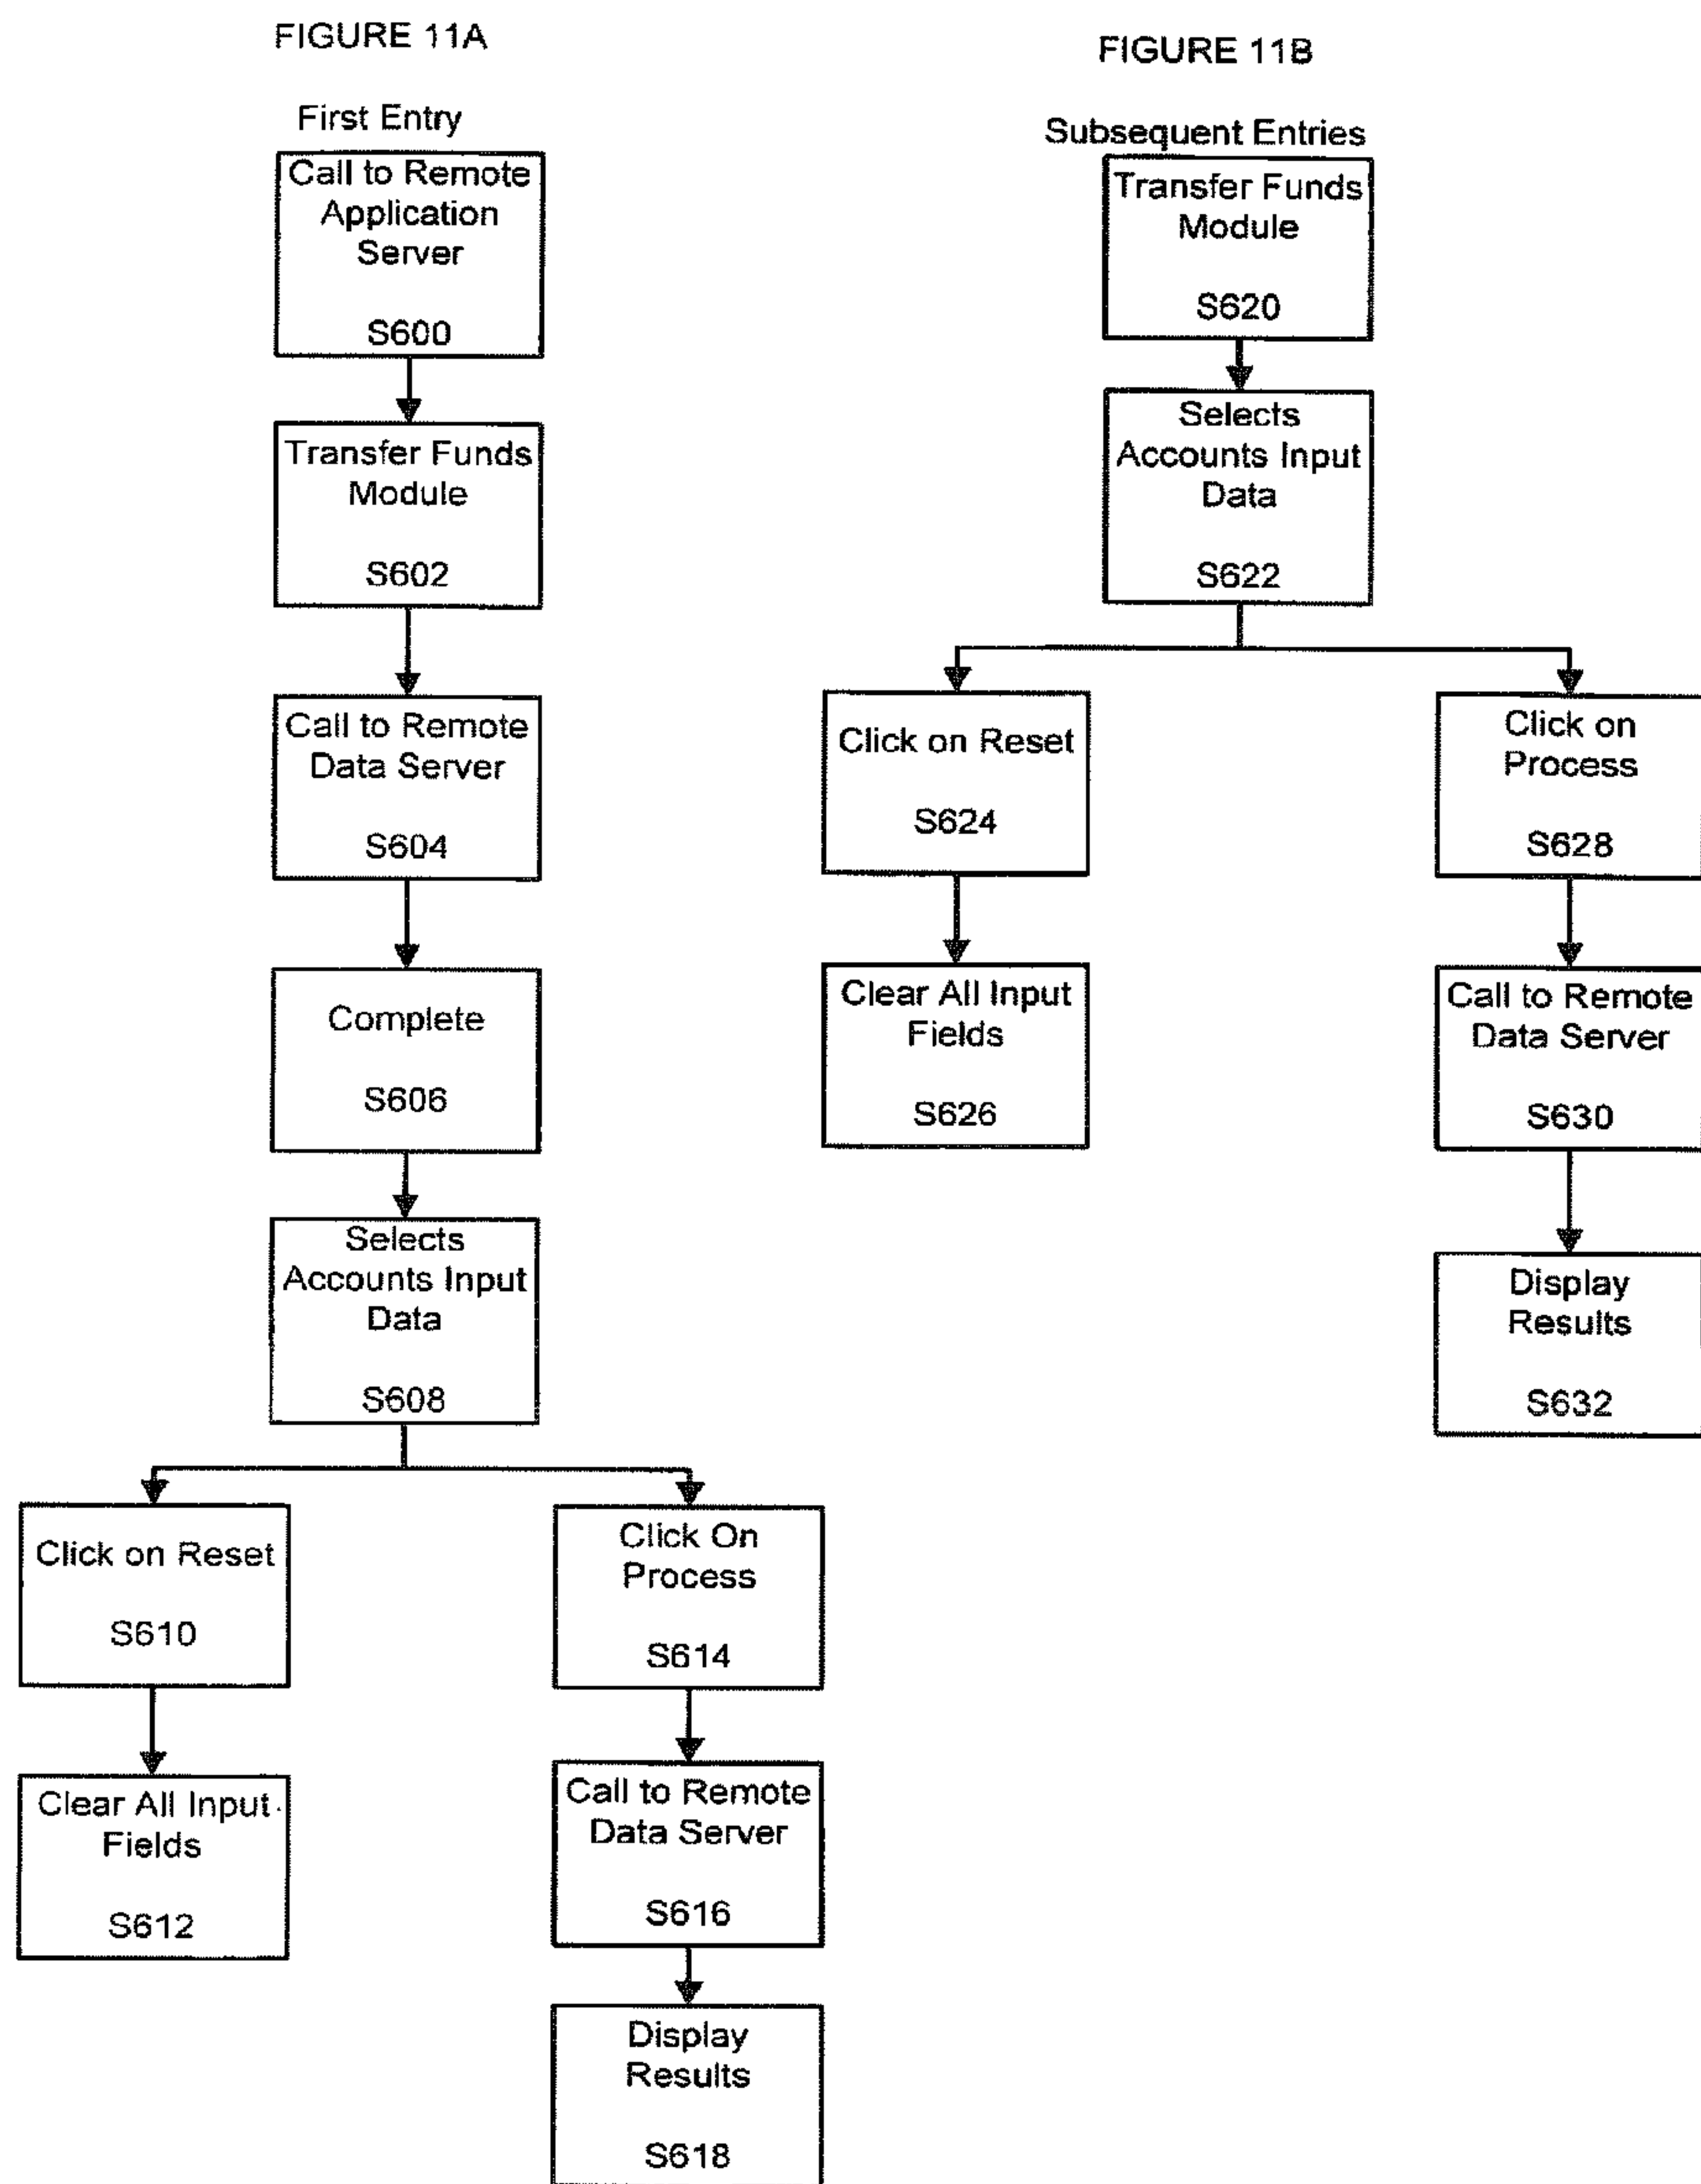 FIGURE 11A
First Entry
Call to Remote
Application
Server
S600
Transfer Funds
Module
S602
Call to Remote
Data Server
S604
Complete
S606
Selects
Accounts Input
Data
S608
Click on Reset
S610
Clear All Input
Fields
S612
Click On
Process
S614
Call to Remote
Data Server
S616
Display
Results
S618
FIGURE 11B
Subsequent Entries
Transfer Funds
Module
S620
Selects
Accounts Input
Data
S622
Click on Reset
S624
Clear All Input
Fields
S626
Click on
Process
S628
Call to Remote
Data Server
S630
Display
Results
S632